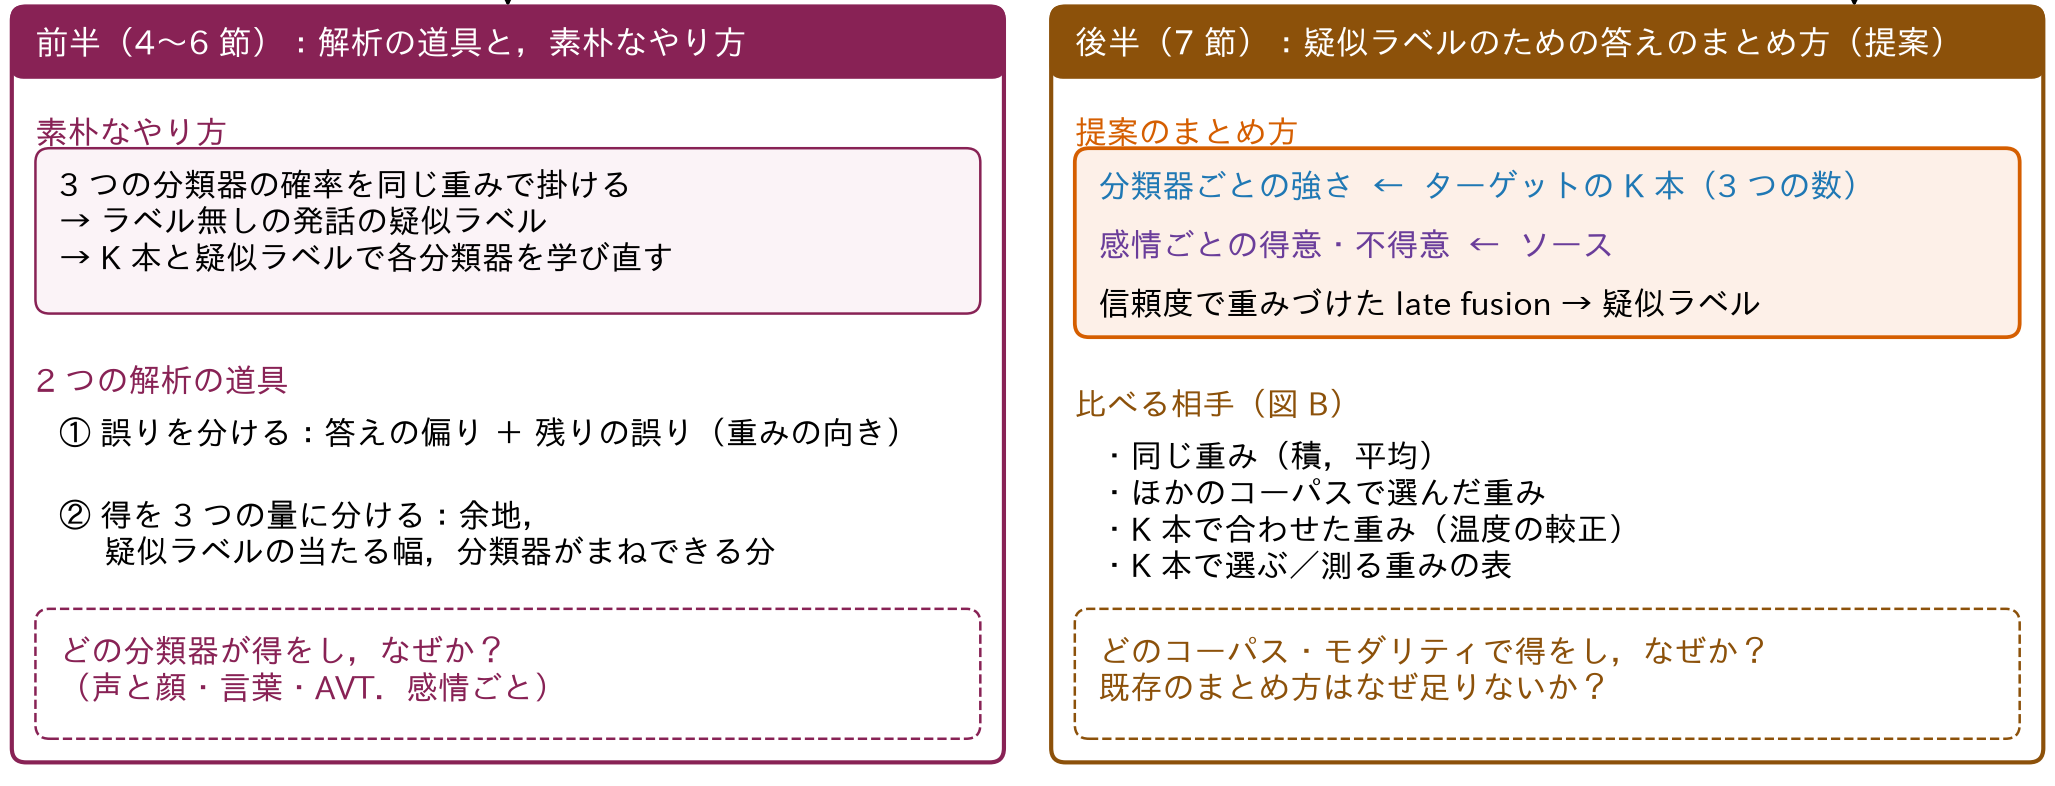 前半（4〜6 節）：解析の道具と，素朴なやり方
素朴なやり方
3 つの分類器の確率を同じ重みで掛ける
→ ラベル無しの発話の疑似ラベル
→ K 本と疑似ラベルで各分類器を学び直す
2 つの解析の道具
① 誤りを分ける：答えの偏り ＋ 残りの誤り（重みの向き）
② 得を 3 つの量に分ける：余地，
疑似ラベルの当たる幅，分類器がまねできる分
どの分類器が得をし，なぜか？
（声と顔・言葉・AVT．感情ごと）
後半（7 節）：疑似ラベルのための答えのまとめ方（提案）
提案のまとめ方
分類器ごとの強さ ← ターゲットの K 本（3 つの数）
感情ごとの得意・不得意 ← ソース
信頼度で重みづけた late fusion → 疑似ラベル
比べる相手（図 B）
・同じ重み（積，平均）
・ほかのコーパスで選んだ重み
・K 本で合わせた重み（温度の較正）
・K 本で選ぶ／測る重みの表
どのコーパス・モダリティで得をし，なぜか？
既存のまとめ方はなぜ足りないか？